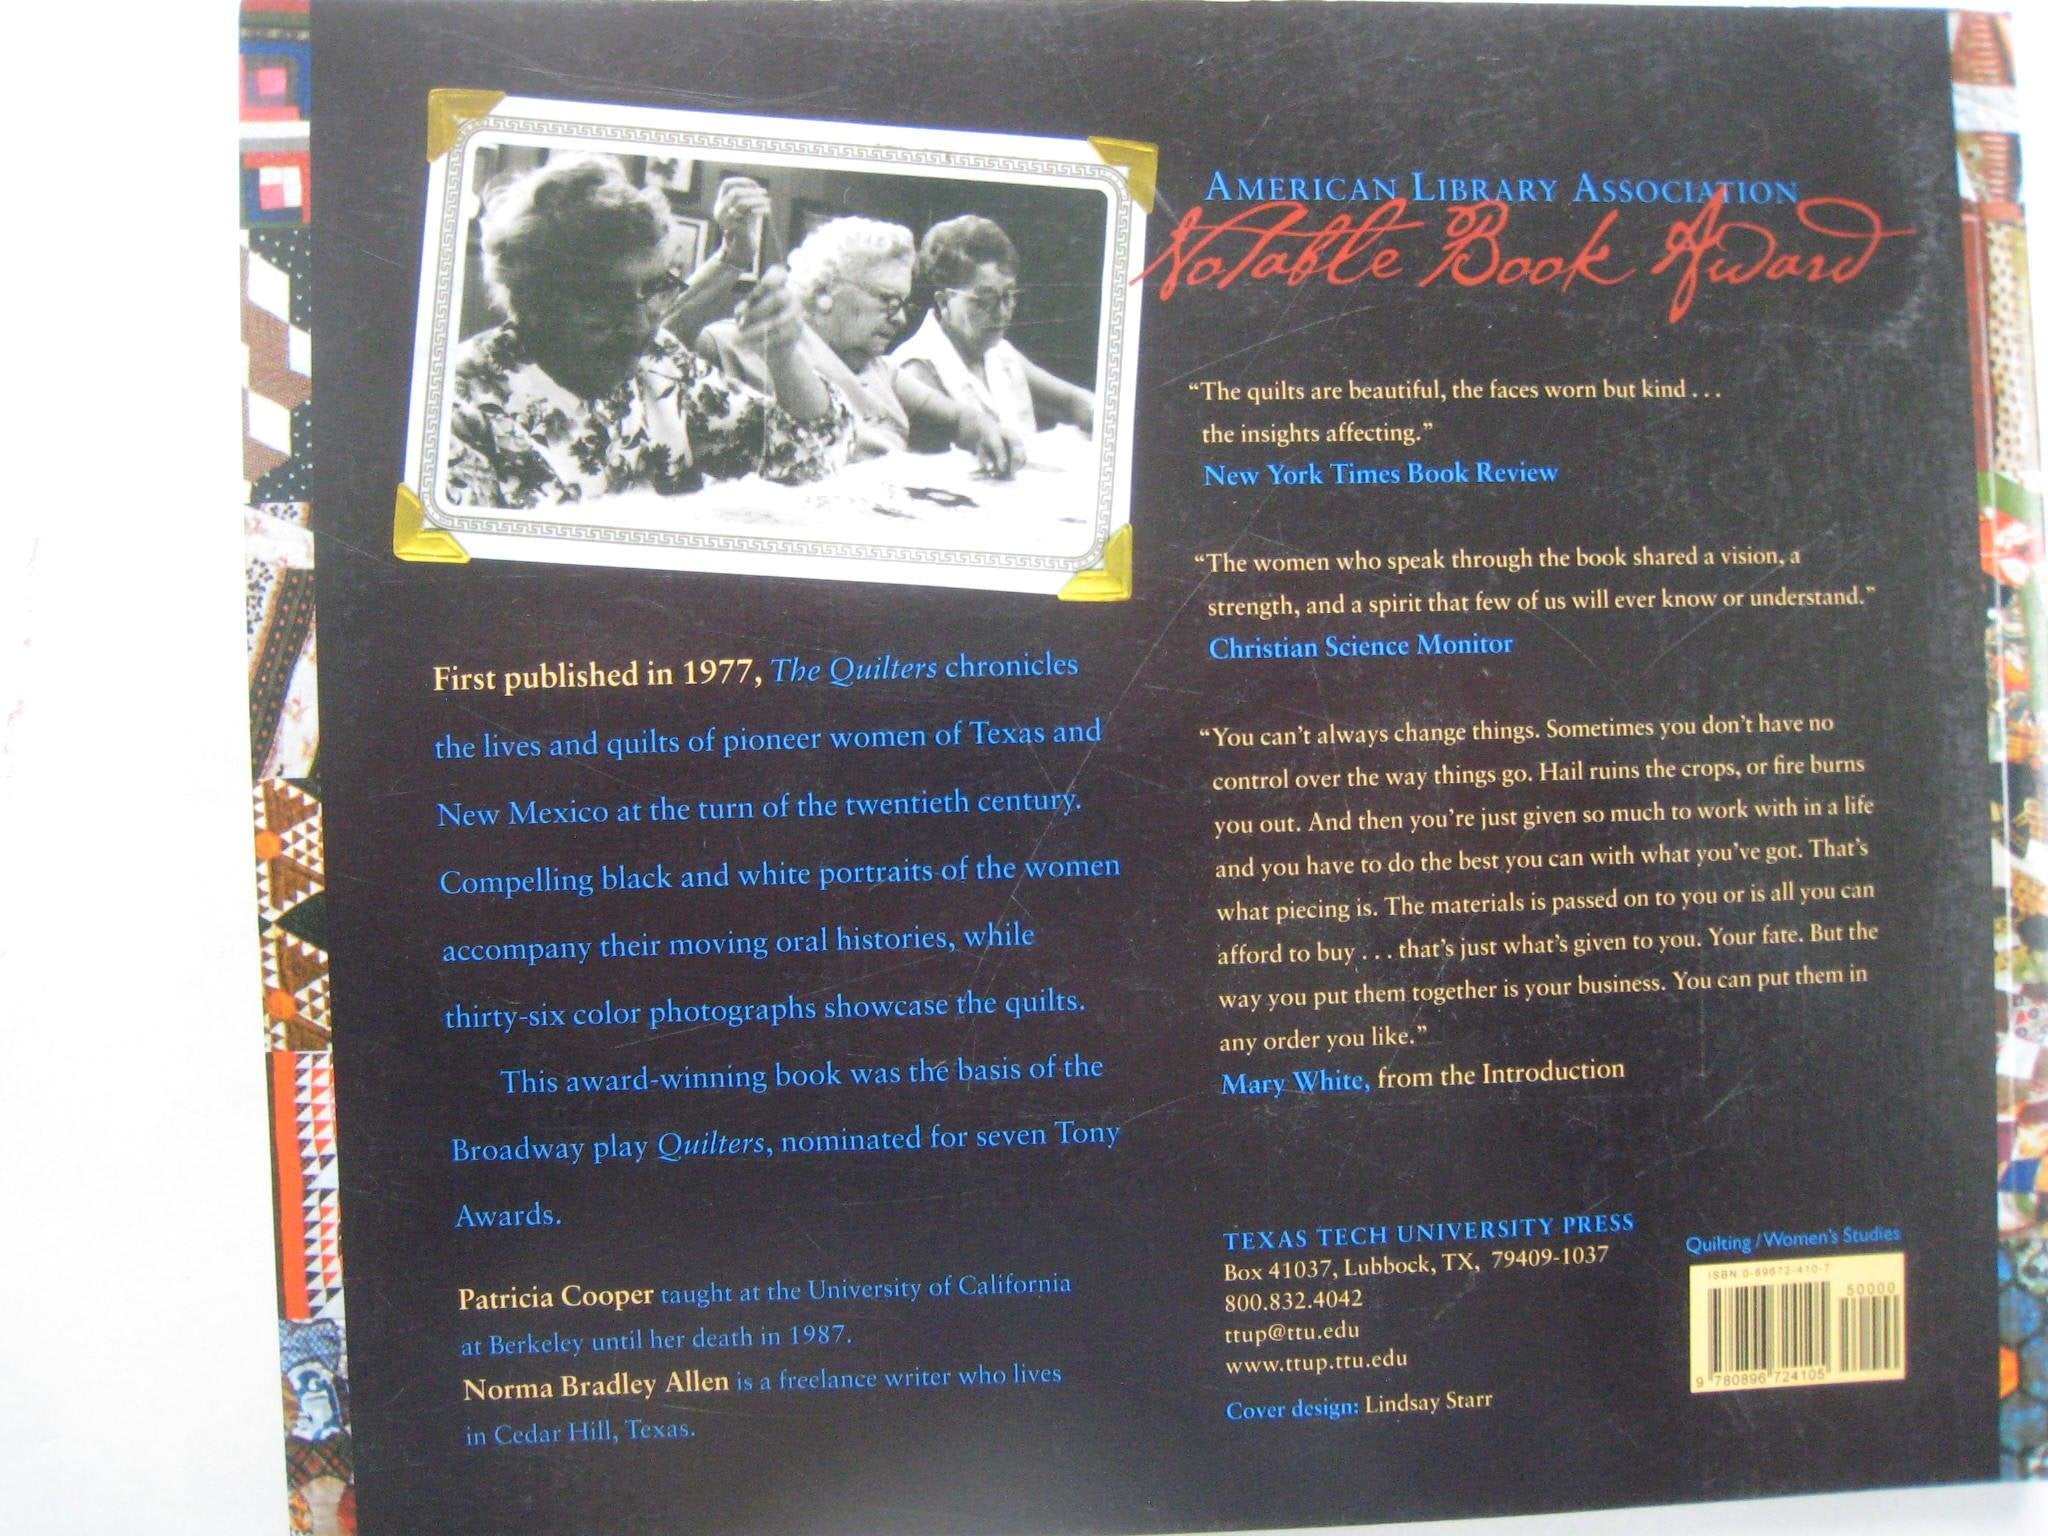 AMERICAN LIBRARY ASSOCIATION
Notable Book Award
"The quilts are beautiful, the faces worn but kind . . .
the insights affecting."
New York Times Book Review
"The women who speak through the book shared a vision, a
strength, and a spirit that few of us will ever know or understand."
Christian Science Monitor
"You can't always change things. Sometimes you don't have no
control over the way things go. Hail ruins the crops, or fire burns
you out. And then you're just given so much to work with in a life
and you have to do the best you can with what you've got. That's
what piecing is. The materials is passed on to you or is all you can
afford to buy . . . that's just what's given to you. Your fate. But the
way you put them together is your business. You can put them in
any order you like."
Mary White, from the Introduction
First published in 1977, The Quilters chronicles
the lives and quilts of pioneer women of Texas and
New Mexico at the turn of the twentieth century.
Compelling black and white portraits of the women
accompany their moving oral histories, while
thirty-six color photographs showcase the quilts.
This award-winning book was the basis of the
Broadway play Quilters, nominated for seven Tony
Awards.
Patricia Cooper taught at the University of California
at Berkeley until her death in 1987.
Norma Bradley Allen is a freelance writer who lives
in Cedar Hill, Texas.
TEXAS TECH UNIVERSITY PRESS
Box 41037, Lubbock, TX, 79409-1037
800.832.4042
ttup@ttu.edu
www.ttup.ttu.edu
Cover design: Lindsay Starr
Quilting / Women's Studies
ISBN 0-89672-410-7
50000
9 780896 724105